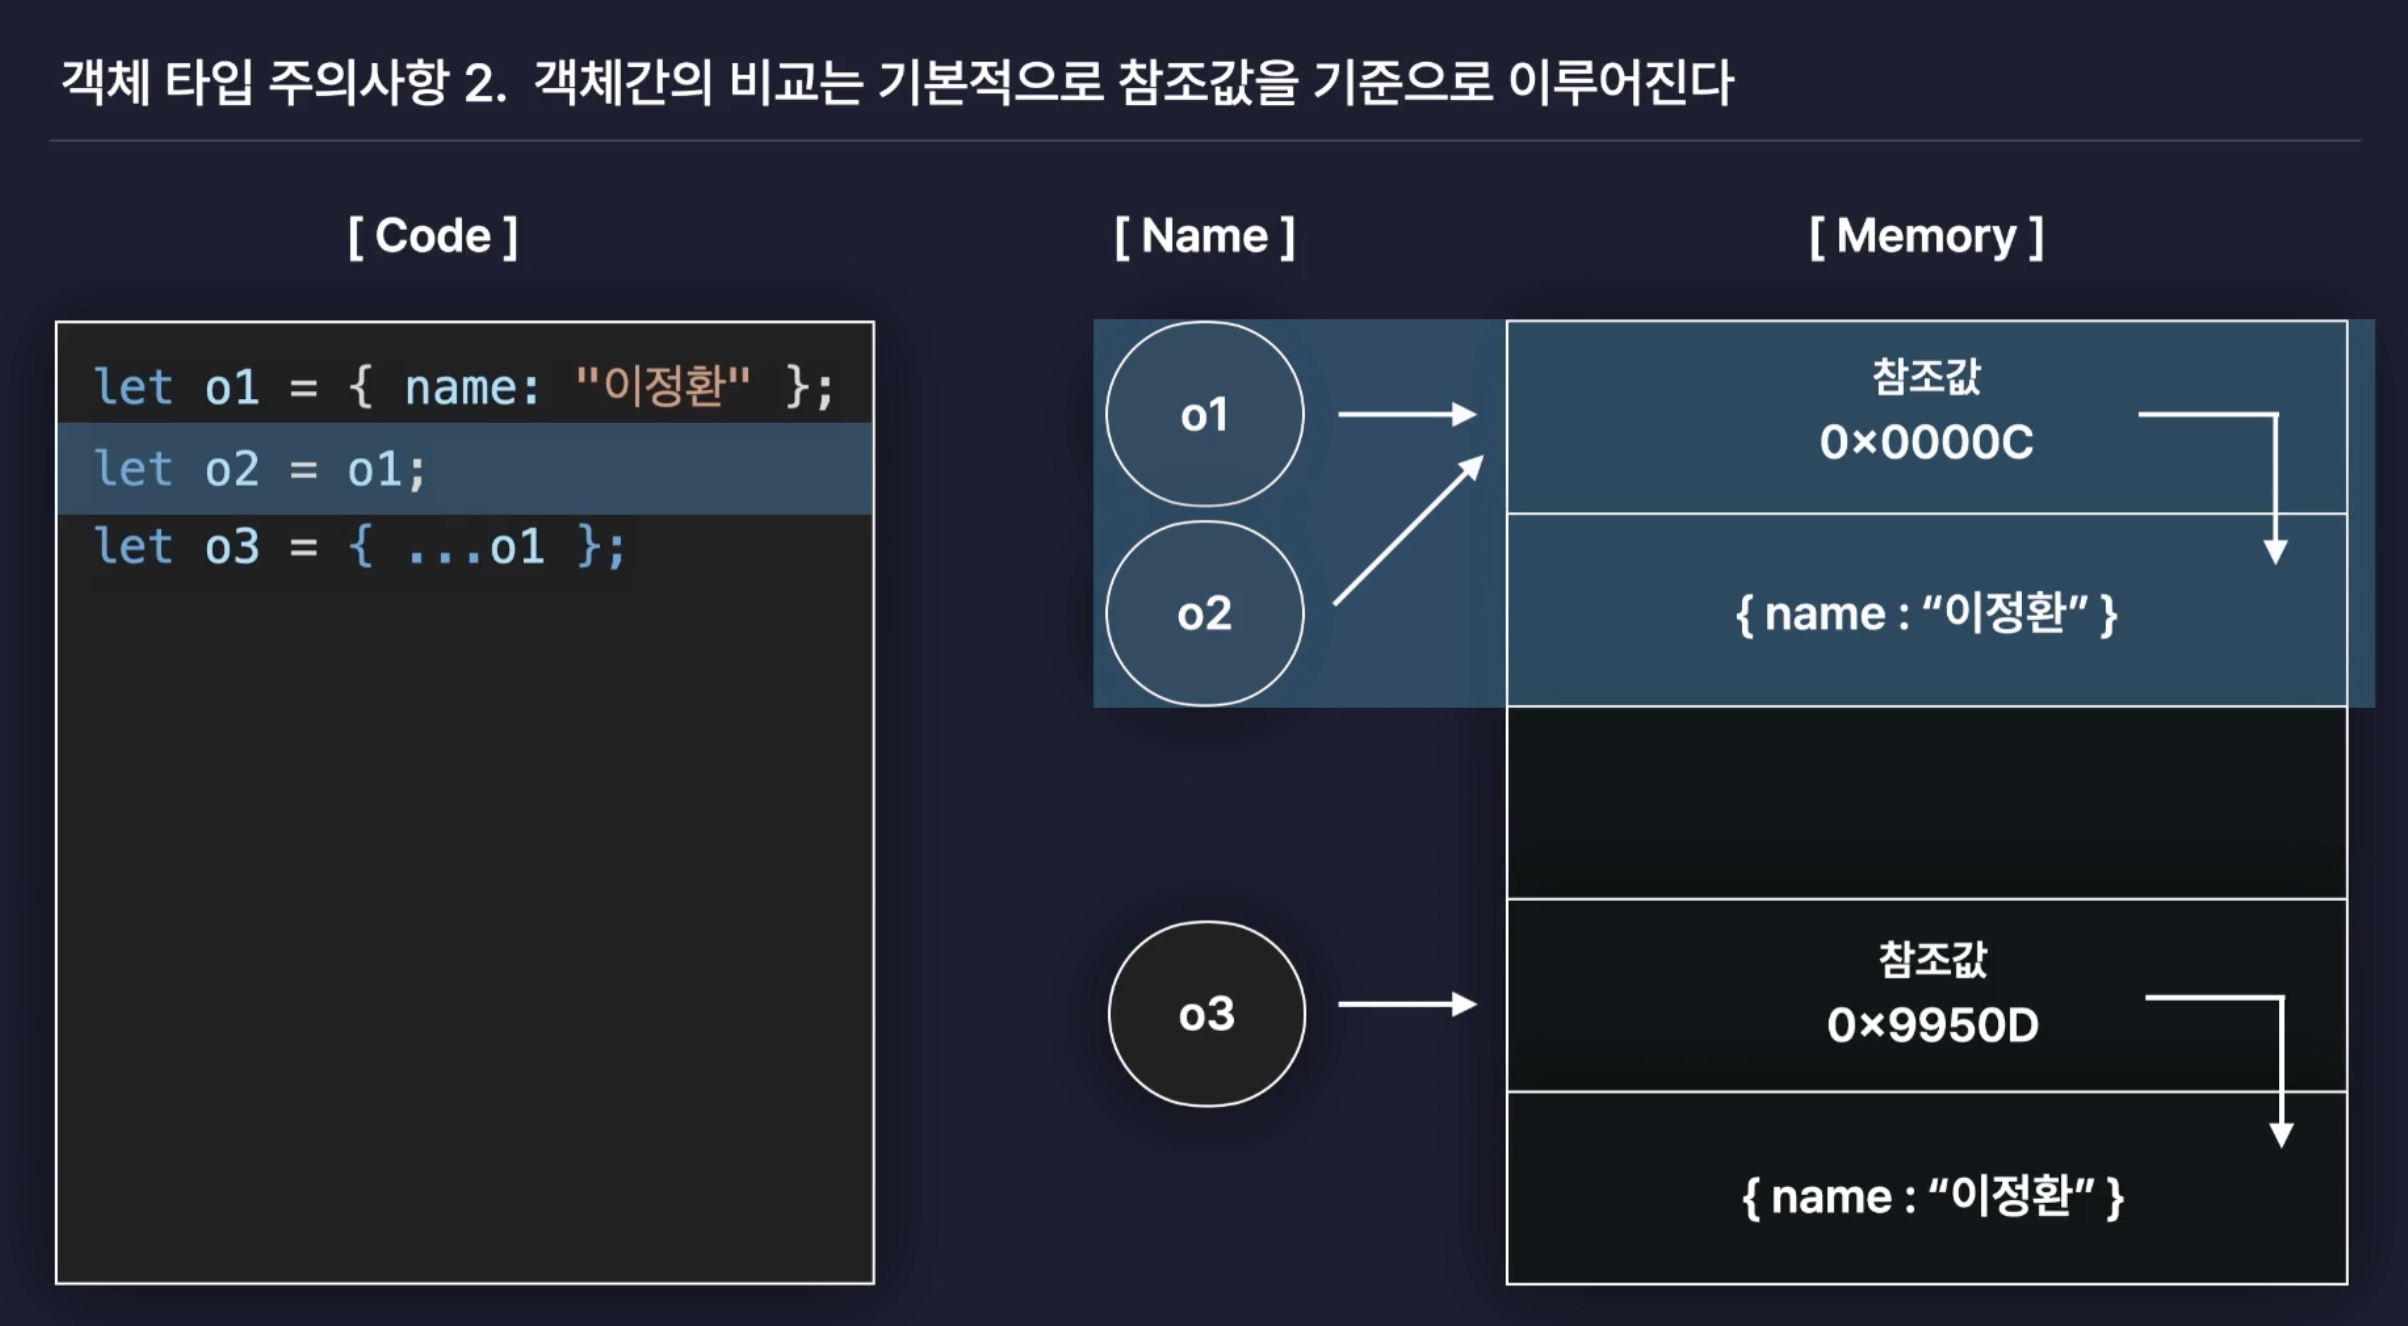 객체 타입 주의사항 2. 객체간의 비교는 기본적으로 참조값을 기준으로 이루어진다
[ Code ]
let o1 = { name: "이정환" };
let o2 = o1;
let o3 = { ...o1 };
[ Name ]
o1
o2
o3
[ Memory ]
참조값
0×0000C
{ name : “이정환” }
참조값
0×9950D
{ name : “이정환” }